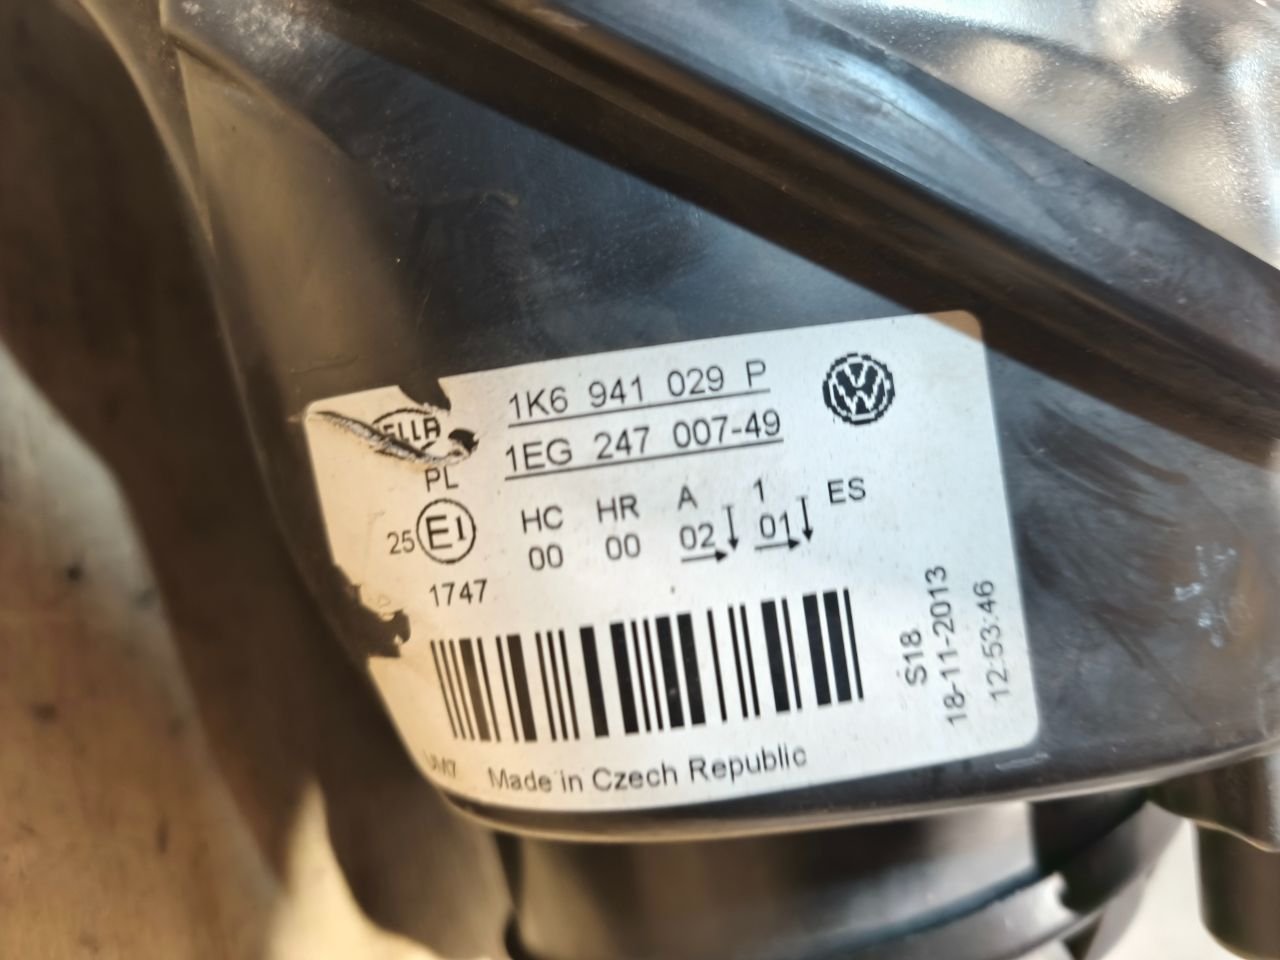 1K6 941 029 P
1EG 247 007-49
ELLA
PL
HC HR A 1 ES
25 E1 00 00 02 01
1747
S18
18-11-2013
12:53:46
Made in Czech Republic